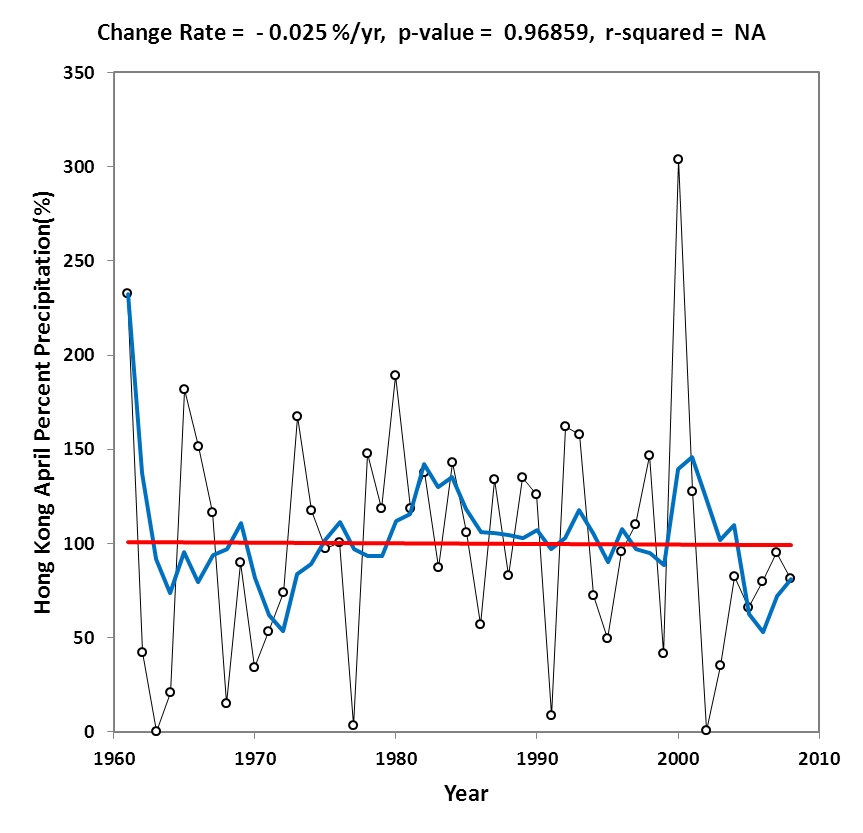 Change Rate = - 0.025 %/yr, p-value = 0.96859, r-squared = NA
350
300
250
200
150
100
50
0
Hong Kong April Percent Precipitation(%)
1960 1970 1980 1990 2000 2010
Year